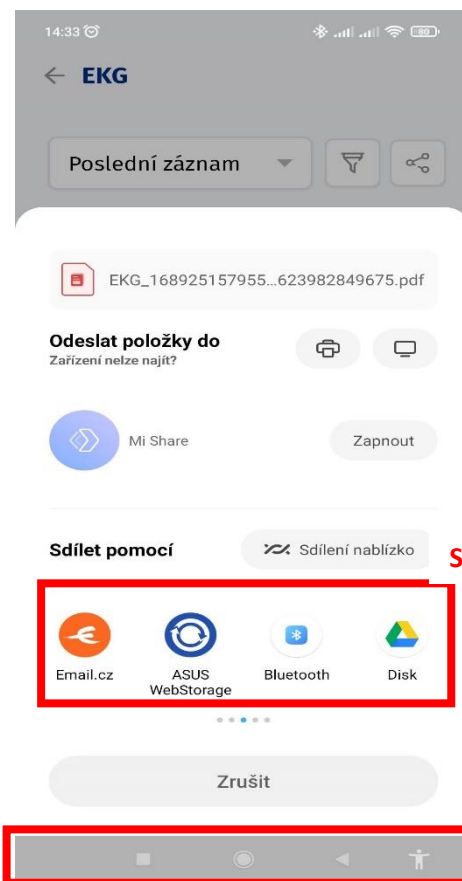 14:33
80
EKG
Poslední záznam
EKG_168925157955...623982849675.pdf
Odeslat položky do
Zařízení nelze najít?
Mi Share
Zapnout
Sdílet pomocí
Sdílení nablízko
S
Email.cz
ASUS
WebStorage
Bluetooth
Disk
Zrušit